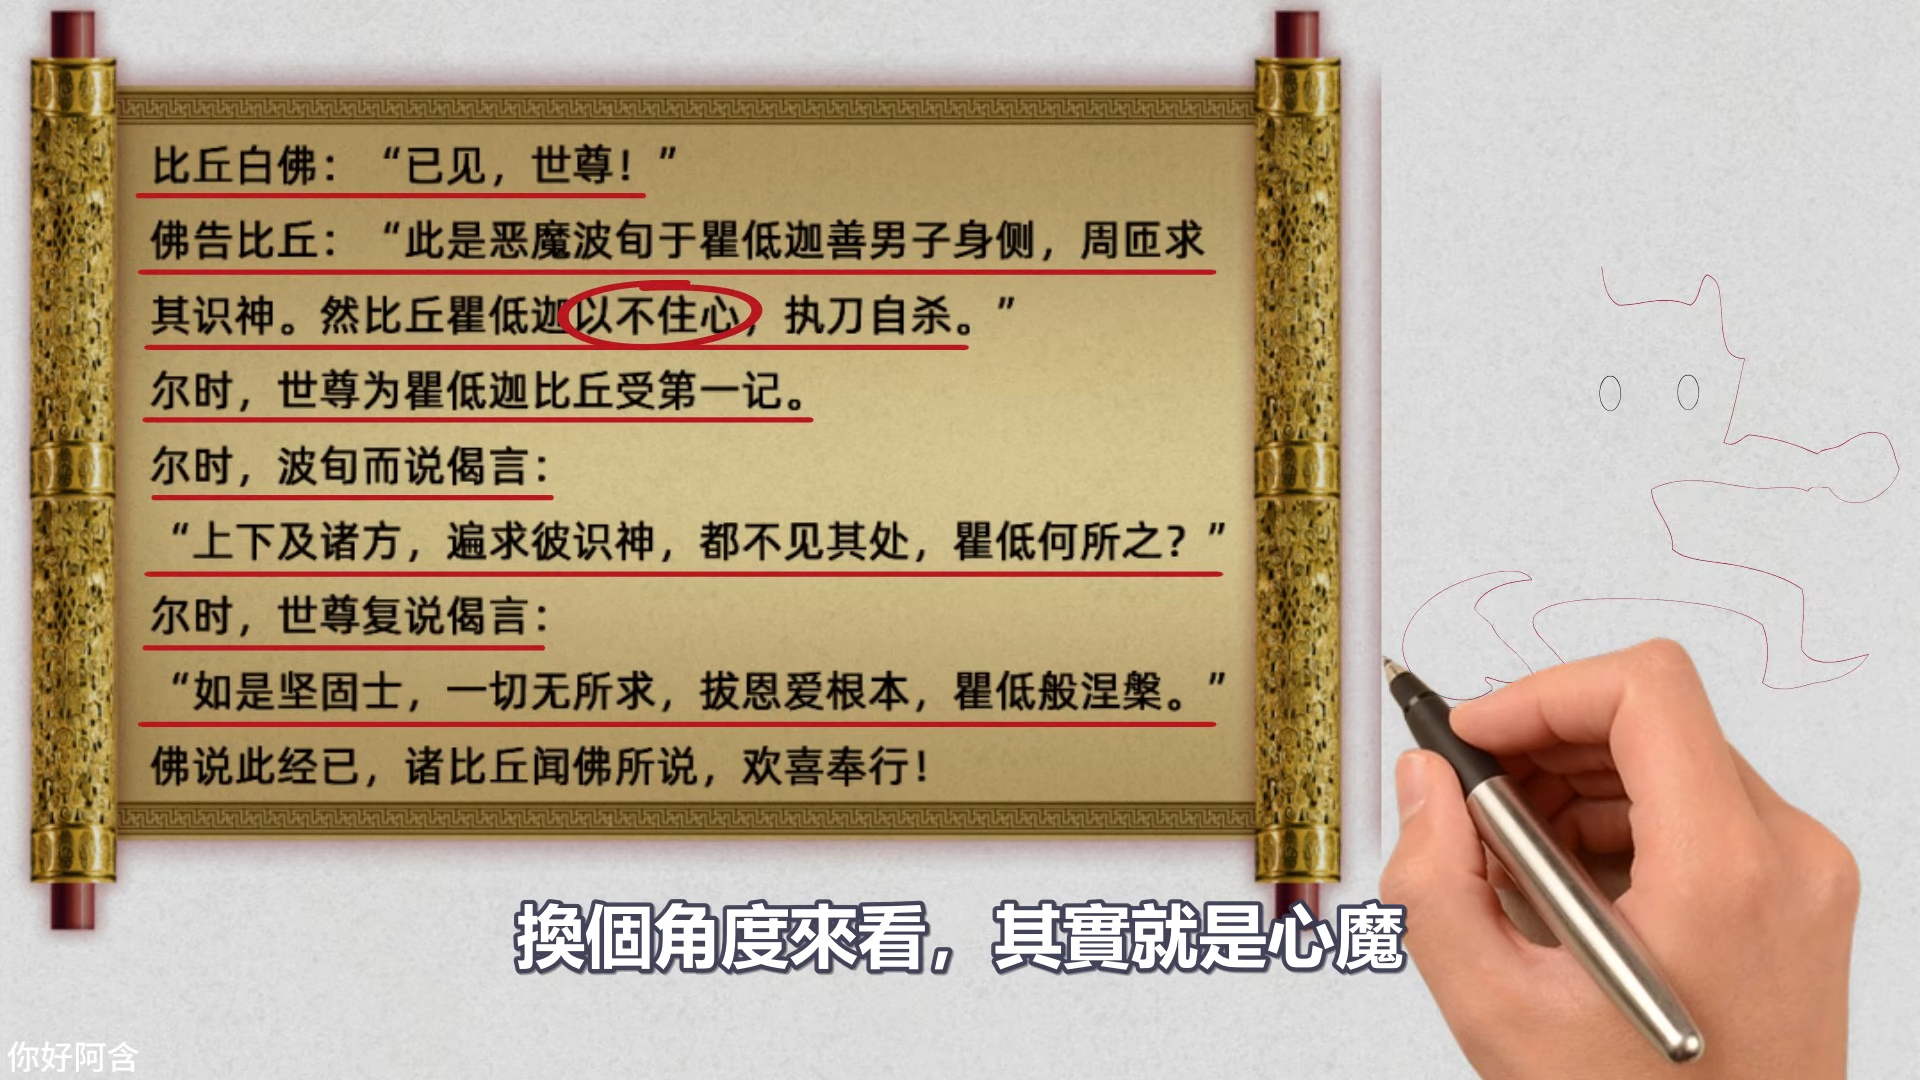 比丘白佛：“已见，世尊！”
佛告比丘：“此是恶魔波旬于瞿低迦善男子身侧，周匝求
其识神。然比丘瞿低迦以不住心，执刀自杀。”
尔时，世尊为瞿低迦比丘受第一记。
尔时，波旬而说偈言：
“上下及诸方，遍求彼识神，都不见其处，瞿低何所之？”
尔时，世尊复说偈言：
“如是坚固士，一切无所求，拔恩爱根本，瞿低般涅槃。”
佛说此经已，诸比丘闻佛所说，欢喜奉行！
換個角度來看，其實就是心魔
你好阿含